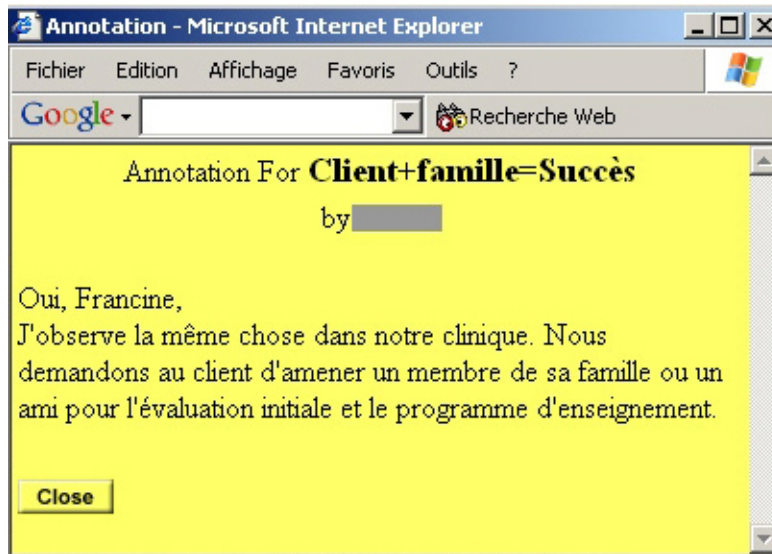 Annotation - Microsoft Internet Explorer
Fichier Edition Affichage Favoris Outils ?
Google Recherche Web
Annotation For Client+famille=Succès
by
Oui, Francine,
J'observe la même chose dans notre clinique. Nous
demandons au client d'amener un membre de sa famille ou un
ami pour l'évaluation initiale et le programme d'enseignement.
Close